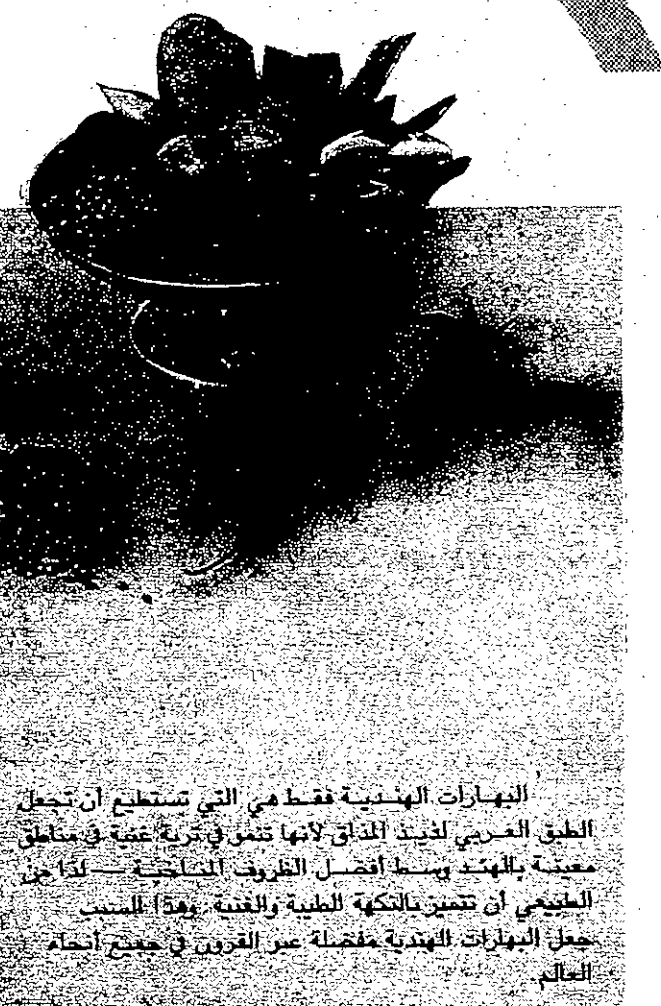 البهارات الهندية فقط هي التي تستطيع أن تجعل
الطبق العربي لذيذ المذاق لأنها تنمو في تربة غنية في مناطق
معينة بالهند وسط أفضل الظروف المناخية — لذا من
الطبيعي أن تتميز بالنكهة الطيبة والغنية. وهذا السبب
جعل البهارات الهندية مفضلة عبر القرون في جميع أنحاء
العالم